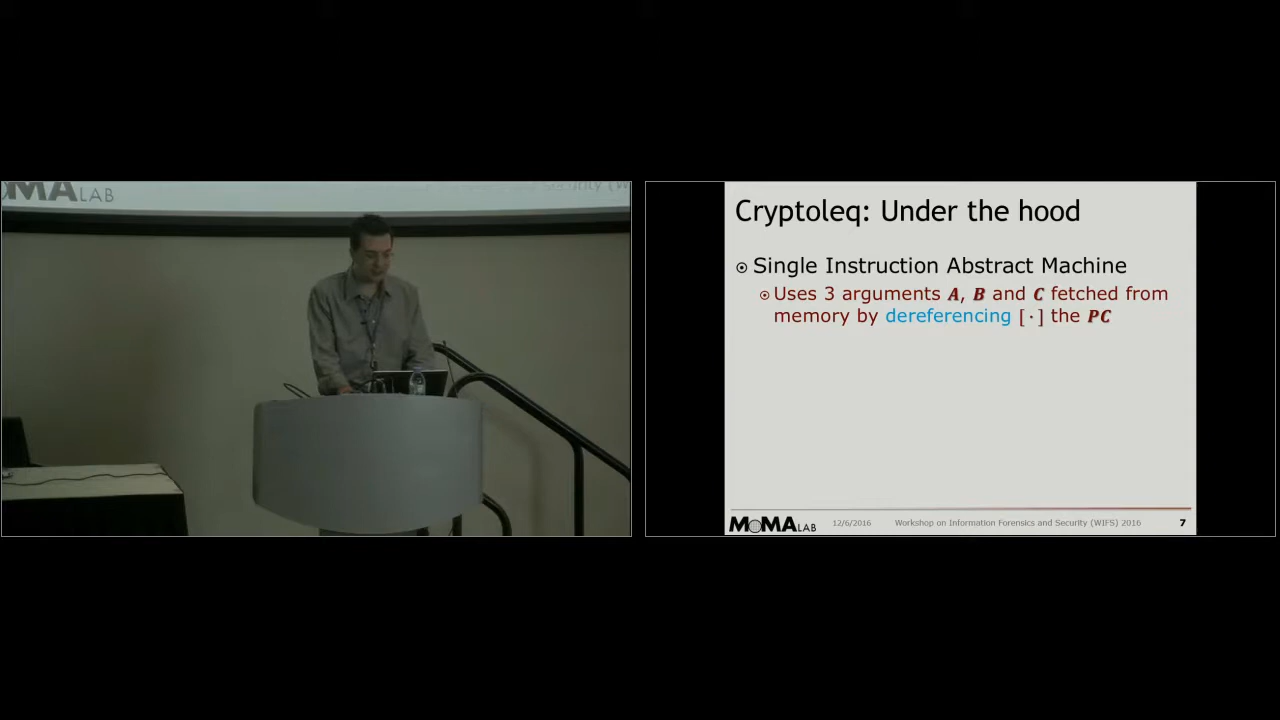 MA LAB
Cryptoleq: Under the hood
Single Instruction Abstract Machine
Uses 3 arguments A, B and C fetched from
memory by dereferencing [·] the PC
MoMA LAB 12/6/2016 Workshop on Information Forensics and Security (WIFS) 2016 7